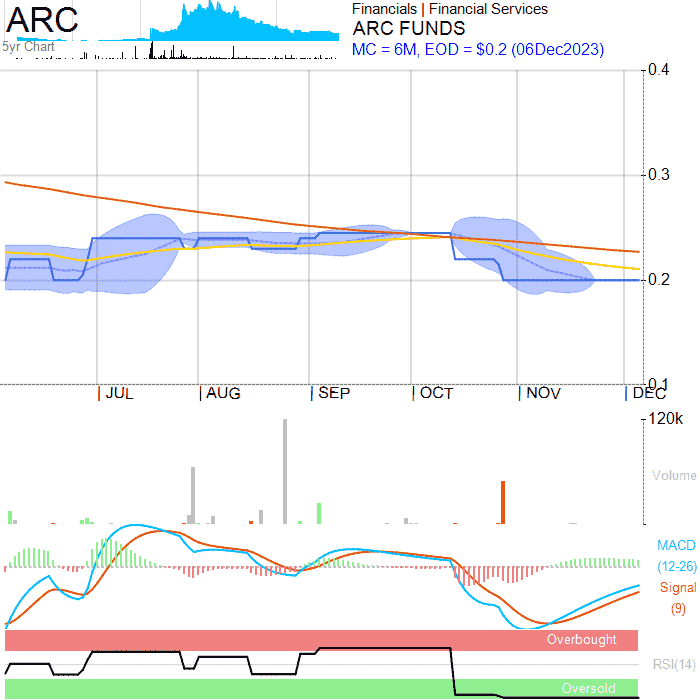 ARC
5yr Chart
Financials | Financial Services
ARC FUNDS
MC = 6M, EOD = $0.2 (06Dec2023)
0.4
0.3
0.2
0.1
JUL
AUG
SEP
OCT
NOV
DEC
120k
Volume
MACD
(12-26)
Signal
(9)
Overbought
RSI(14)
Oversold